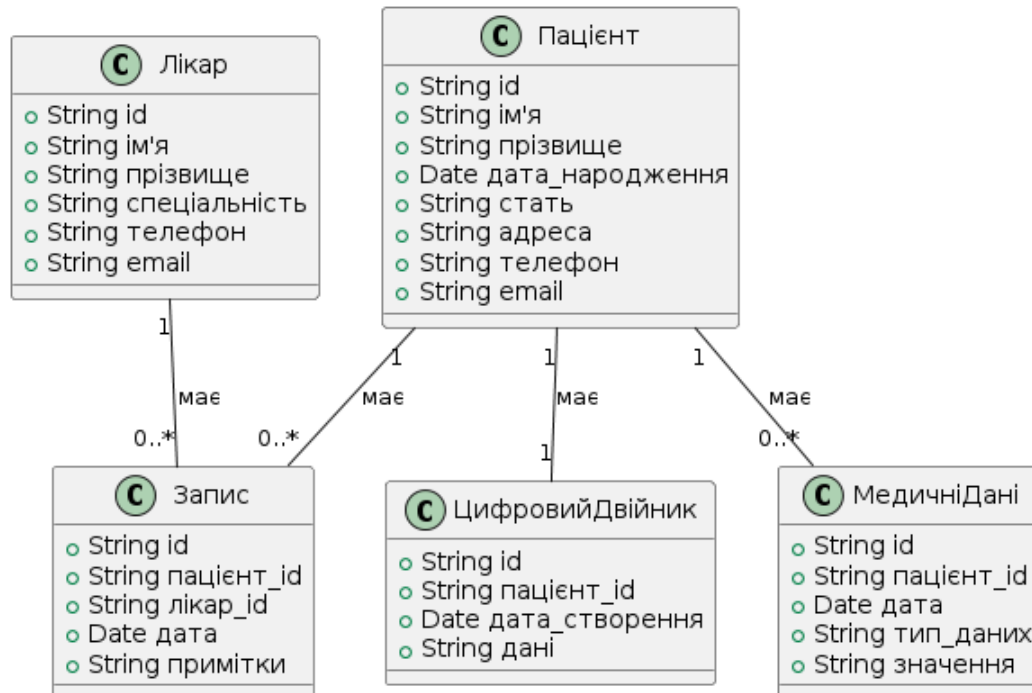 C Лікар
String id
String ім'я
String прізвище
String спеціальність
String телефон
String email
C Пацієнт
String id
String ім'я
String прізвище
Date дата_народження
String стать
String адреса
String телефон
String email
1
має
0..*
1
має
0..*
1
має
1
1
має
0..*
C Запис
String id
String пацієнт_id
String лікар_id
Date дата
String примітки
C ЦифровийДвійник
String id
String пацієнт_id
Date дата_створення
String дані
C МедичніДані
String id
String пацієнт_id
Date дата
String тип_даних
String значення